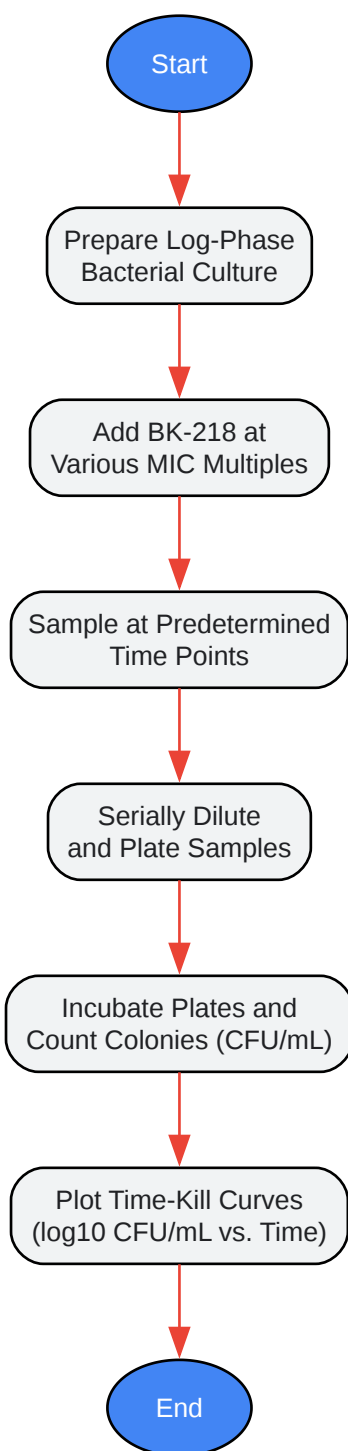 Start
Prepare Log-Phase
Bacterial Culture
Add BK-218 at
Various MIC Multiples
Sample at Predetermined
Time Points
Serially Dilute
and Plate Samples
Incubate Plates and
Count Colonies (CFU/mL)
Plot Time-Kill Curves
(log10 CFU/mL vs. Time)
End